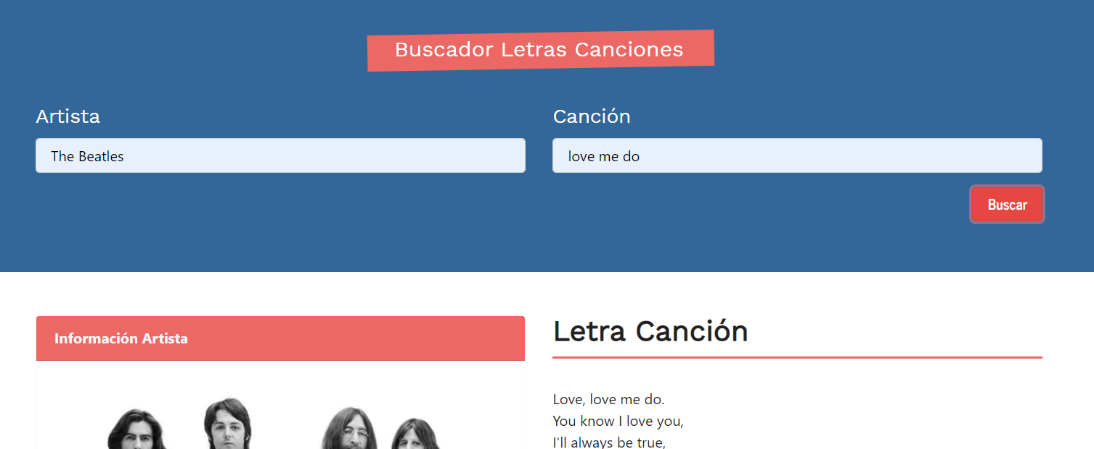 Buscador Letras Canciones
Artista
Canción
The Beatles
love me do
Buscar
Información Artista
Letra Canción
Love, love me do.
You know I love you,
I'll always be true,